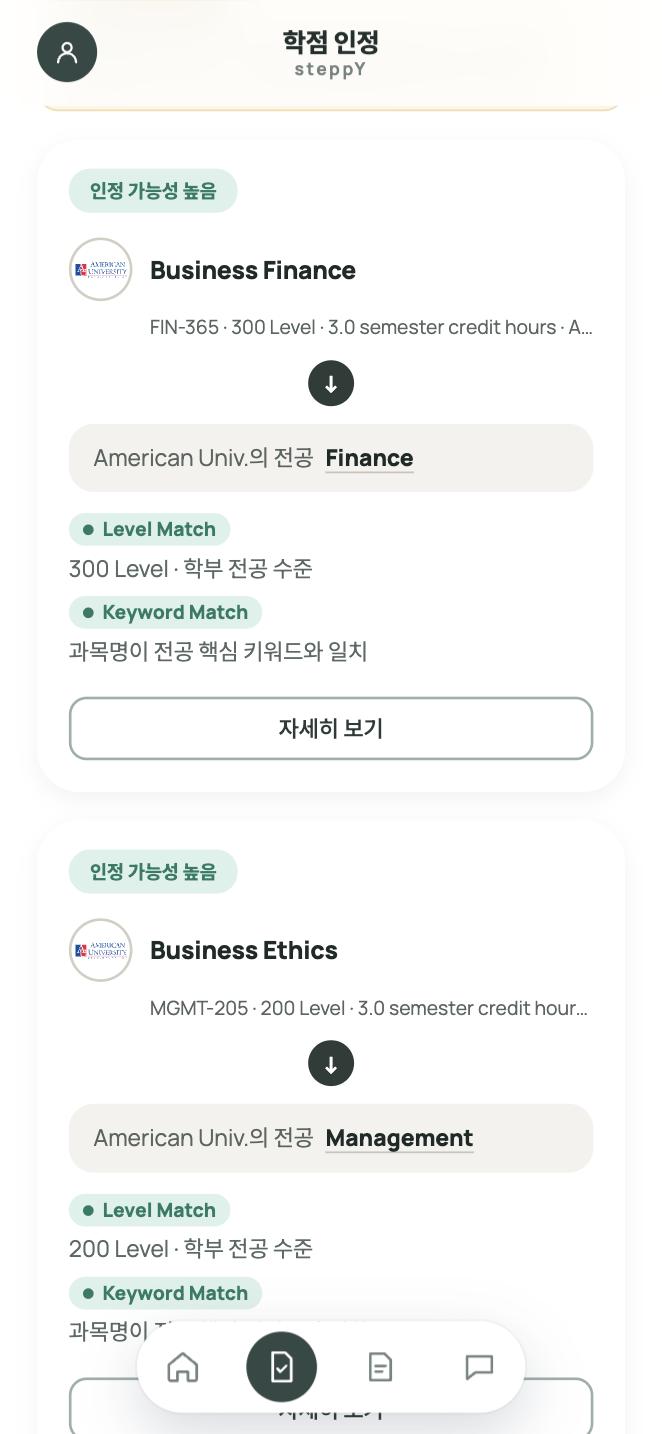 학점 인정
steppY
인정 가능성 높음
AMERICAN
UNIVERSITY
Business Finance
FIN-365 · 300 Level · 3.0 semester credit hours · A...
American Univ.의 전공 Finance
Level Match
300 Level · 학부 전공 수준
Keyword Match
과목명이 전공 핵심 키워드와 일치
자세히 보기
인정 가능성 높음
AMERICAN
UNIVERSITY
Business Ethics
MGMT-205 · 200 Level · 3.0 semester credit hour...
American Univ.의 전공 Management
Level Match
200 Level · 학부 전공 수준
Keyword Match
과목명이